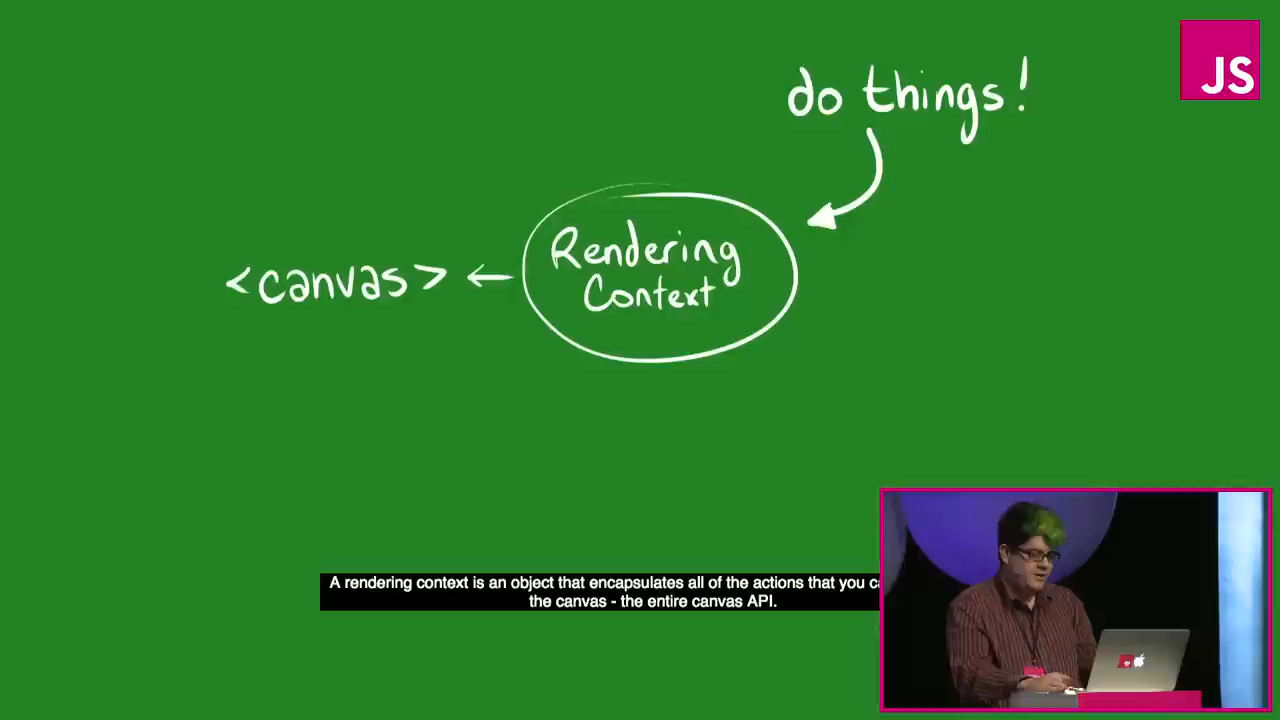 JS
do things!
Rendering
Context
<canvas> ←
A rendering context is an object that encapsulates all of the actions that you
the canvas - the entire canvas API.